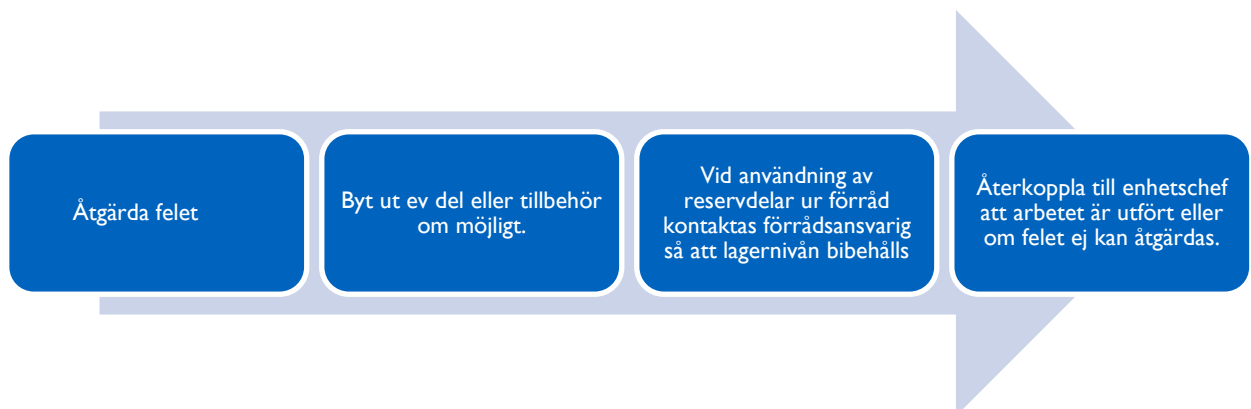 Åtgärda felet
Byt ut ev del eller tillbehör
om möjligt.
Vid användning av
reservdelar ur förråd
kontaktas förrådsansvarig
så att lagernivån bibehålls
Återkoppla till enhetschef
att arbetet är utfört eller
om felet ej kan åtgärdas.